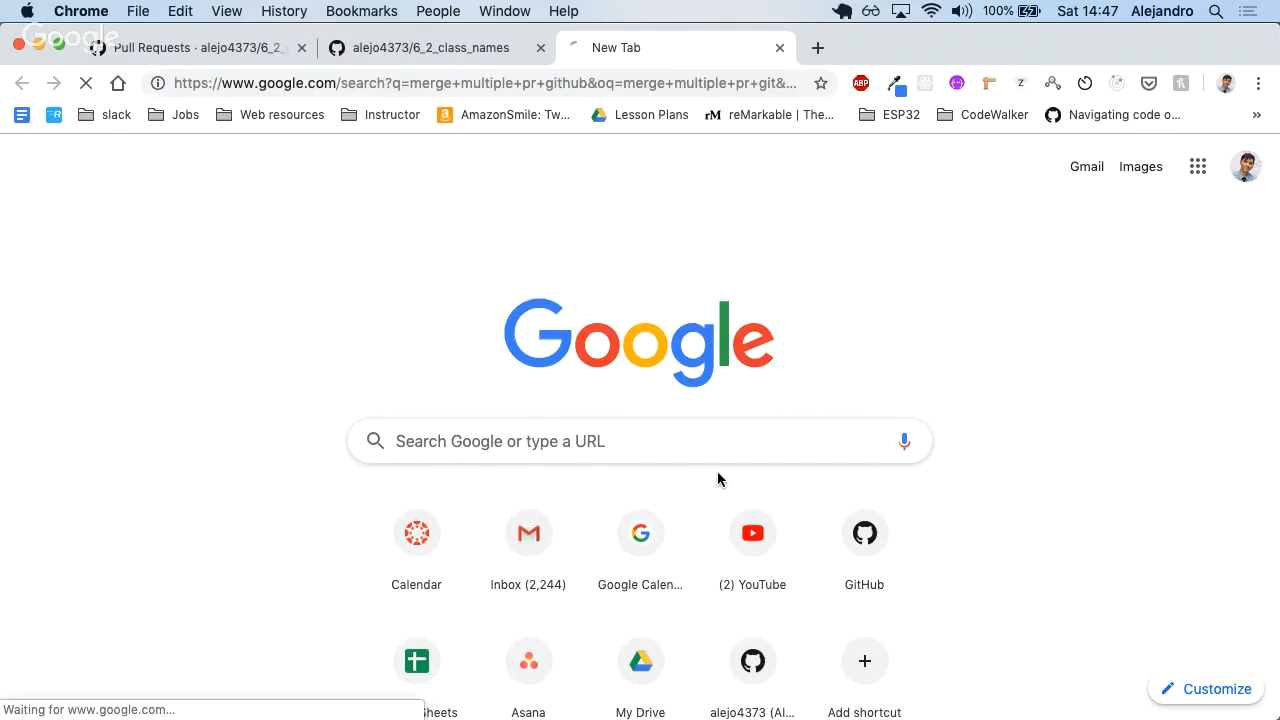 Chrome File Edit View History Bookmarks People Window Help 100% Sat 14:47 Alejandro
Google
Pull Requests · alejo4373/6_2_c
alejo4373/6_2_class_names
New Tab
https://www.google.com/search?q=merge+multiple+pr+github&oq=merge+multiple+pr+git&...
ABP
Z
slack Jobs Web resources Instructor AmazonSmile: Tw... Lesson Plans rM reMarkable | The... ESP32 CodeWalker Navigating code o... »
Gmail Images
Google
Search Google or type a URL
Calendar Inbox (2,244) Google Calen... (2) YouTube GitHub
Sheets Asana My Drive alejo4373 (Al... Add shortcut
Customize
Waiting for www.google.com...